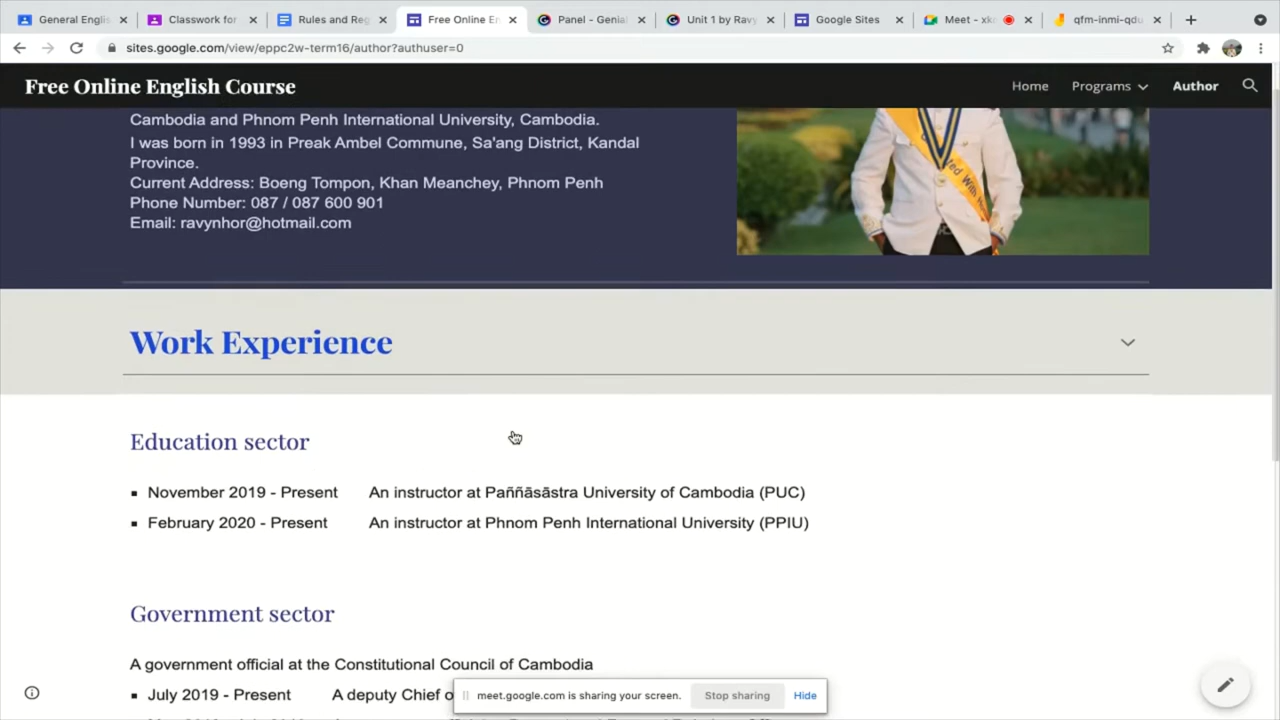 General Englis
Classwork for
Rules and Reg
Free Online En
Panel - Genial
Unit 1 by Ravy
Google Sites
Meet - xk
qfm-inmi-qdu
sites.google.com/view/eppc2w-term16/author?authuser=0
Free Online English Course
Home
Programs
Author
Cambodia and Phnom Penh International University, Cambodia.
I was born in 1993 in Preak Ambel Commune, Sa'ang District, Kandal
Province.
Current Address: Boeng Tompon, Khan Meanchey, Phnom Penh
Phone Number: 087 / 087 600 901
Email: ravynhor@hotmail.com
Work Experience
Education sector
November 2019 - Present An instructor at Paññāsāstra University of Cambodia (PUC)
February 2020 - Present An instructor at Phnom Penh International University (PPIU)
Government sector
A government official at the Constitutional Council of Cambodia
July 2019 - Present A deputy Chief o
meet.google.com is sharing your screen.
Stop sharing
Hide